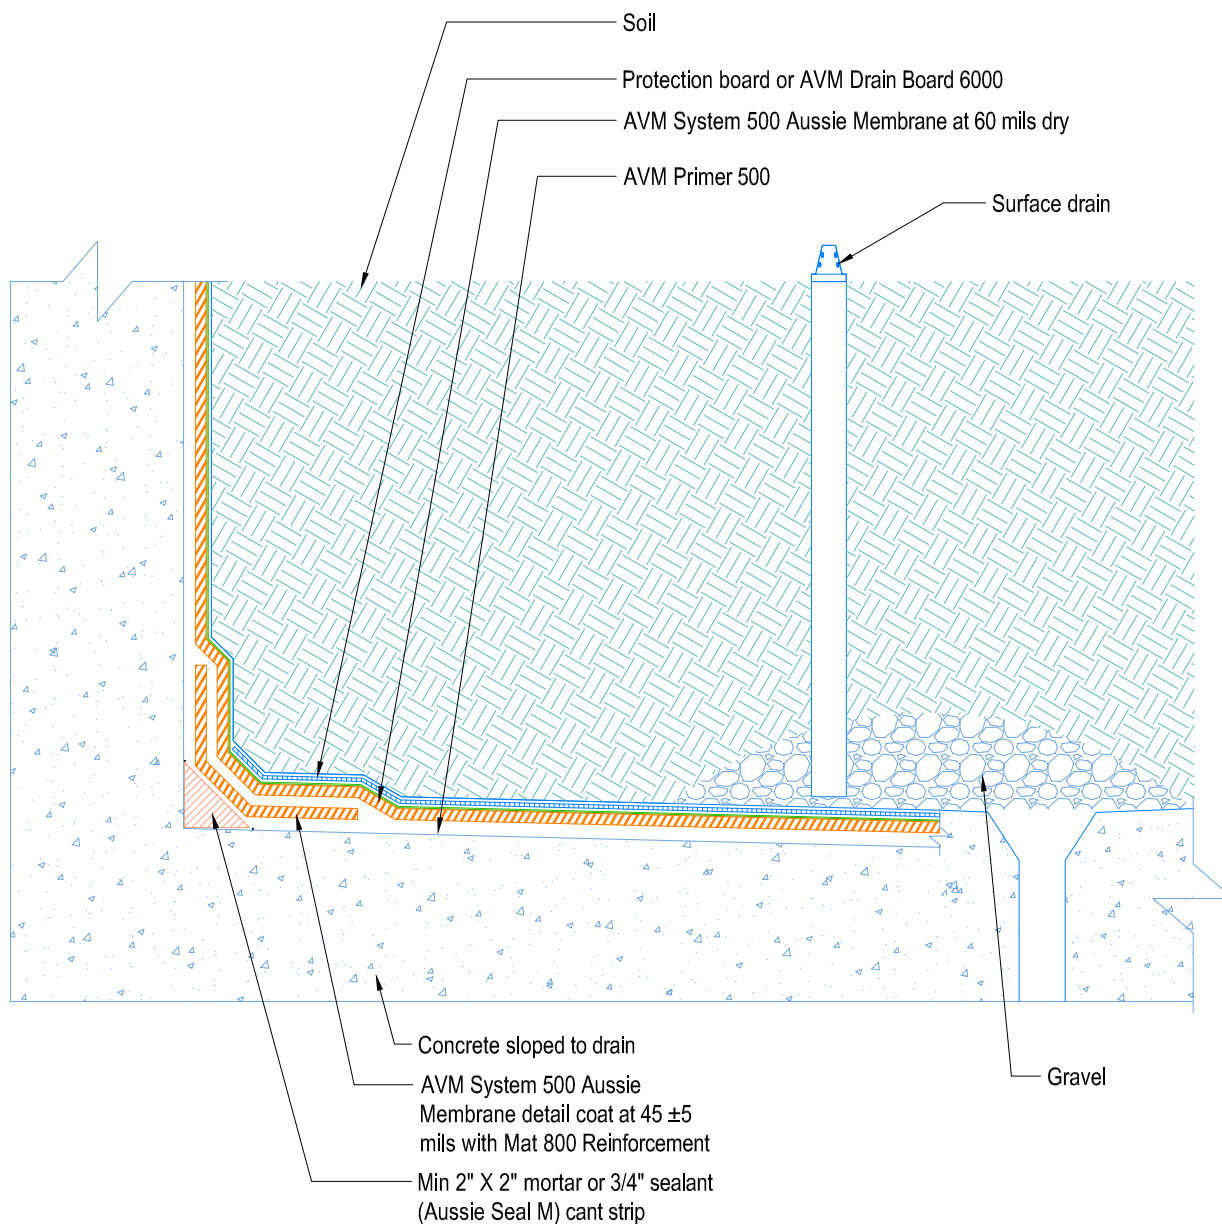 Soil
Protection board or AVM Drain Board 6000
AVM System 500 Aussie Membrane at 60 mils dry
AVM Primer 500
Surface drain
Concrete sloped to drain
AVM System 500 Aussie
Membrane detail coat at 45 ±5
mils with Mat 800 Reinforcement
Gravel
Min 2" X 2" mortar or 3/4" sealant
(Aussie Seal M) cant strip